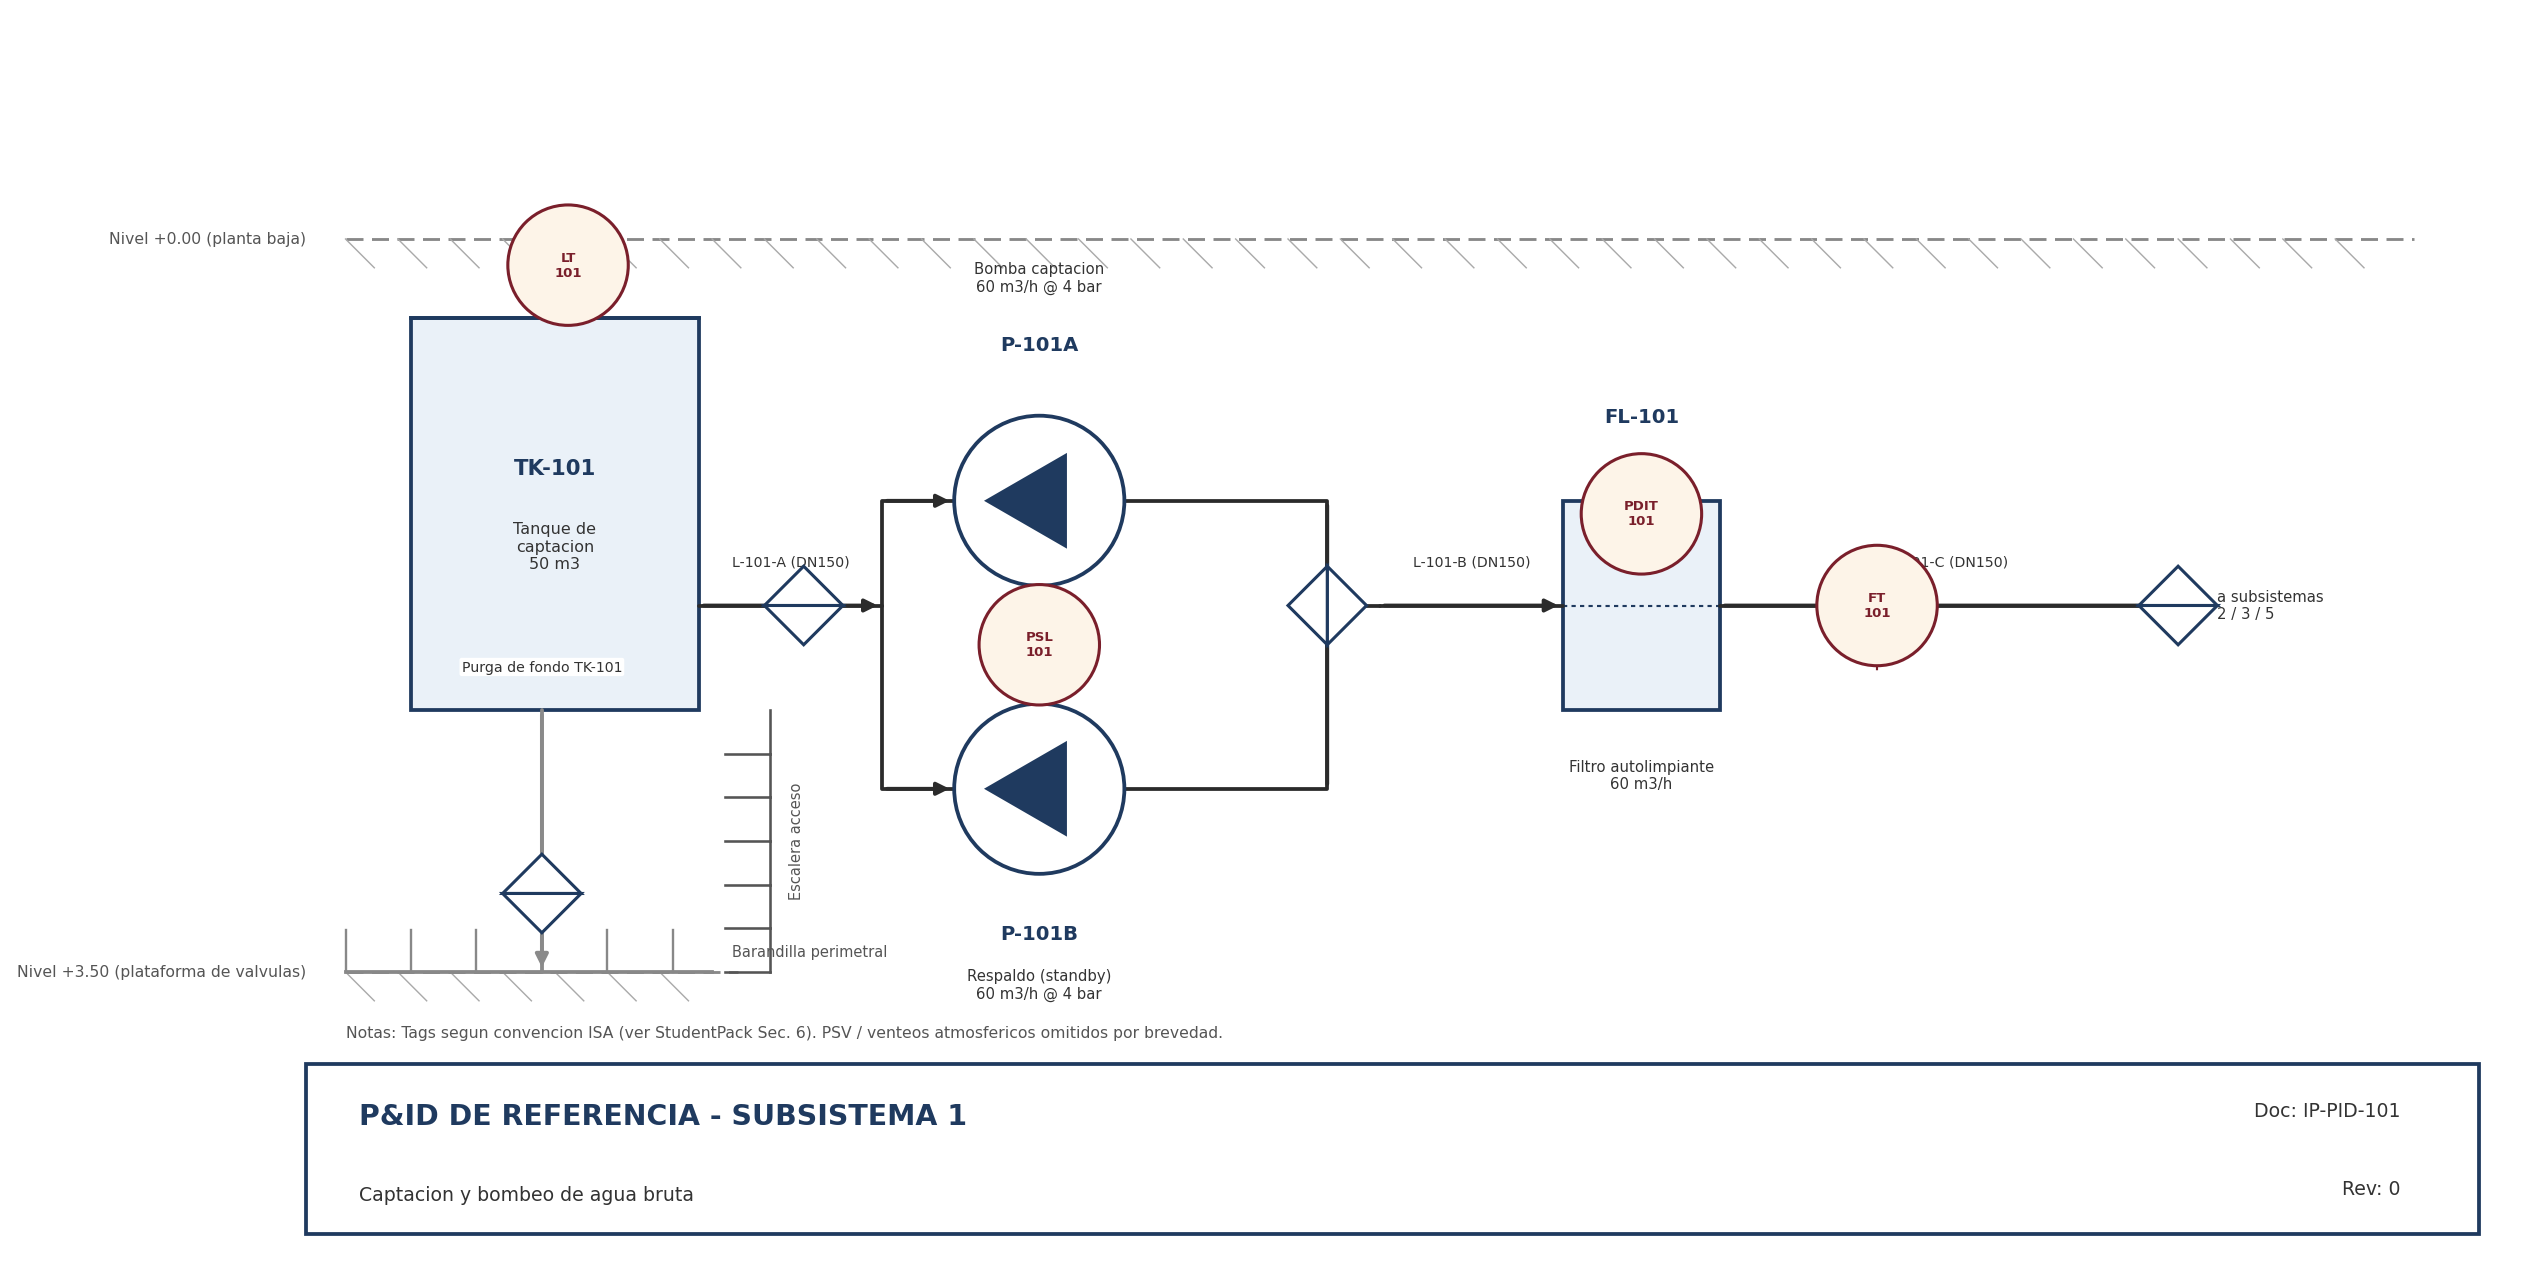 Nivel +0.00 (planta baja)
LT
101
Bomba captacion
60 m3/h @ 4 bar
P-101A
FL-101
TK-101
PDIT
101
Tanque de
captacion
50 m3
L-101-A (DN150)
L-101-B (DN150)
1-C (DN150)
FT
101
a subsistemas
2 / 3 / 5
PSL
101
Purga de fondo TK-101
Filtro autolimpiante
60 m3/h
Escalera acceso
P-101B
Barandilla perimetral
Nivel +3.50 (plataforma de valvulas)
Respaldo (standby)
60 m3/h @ 4 bar
Notas: Tags segun convencion ISA (ver StudentPack Sec. 6). PSV / venteos atmosfericos omitidos por brevedad.
P&ID DE REFERENCIA - SUBSISTEMA 1
Doc: IP-PID-101
Captacion y bombeo de agua bruta
Rev: 0